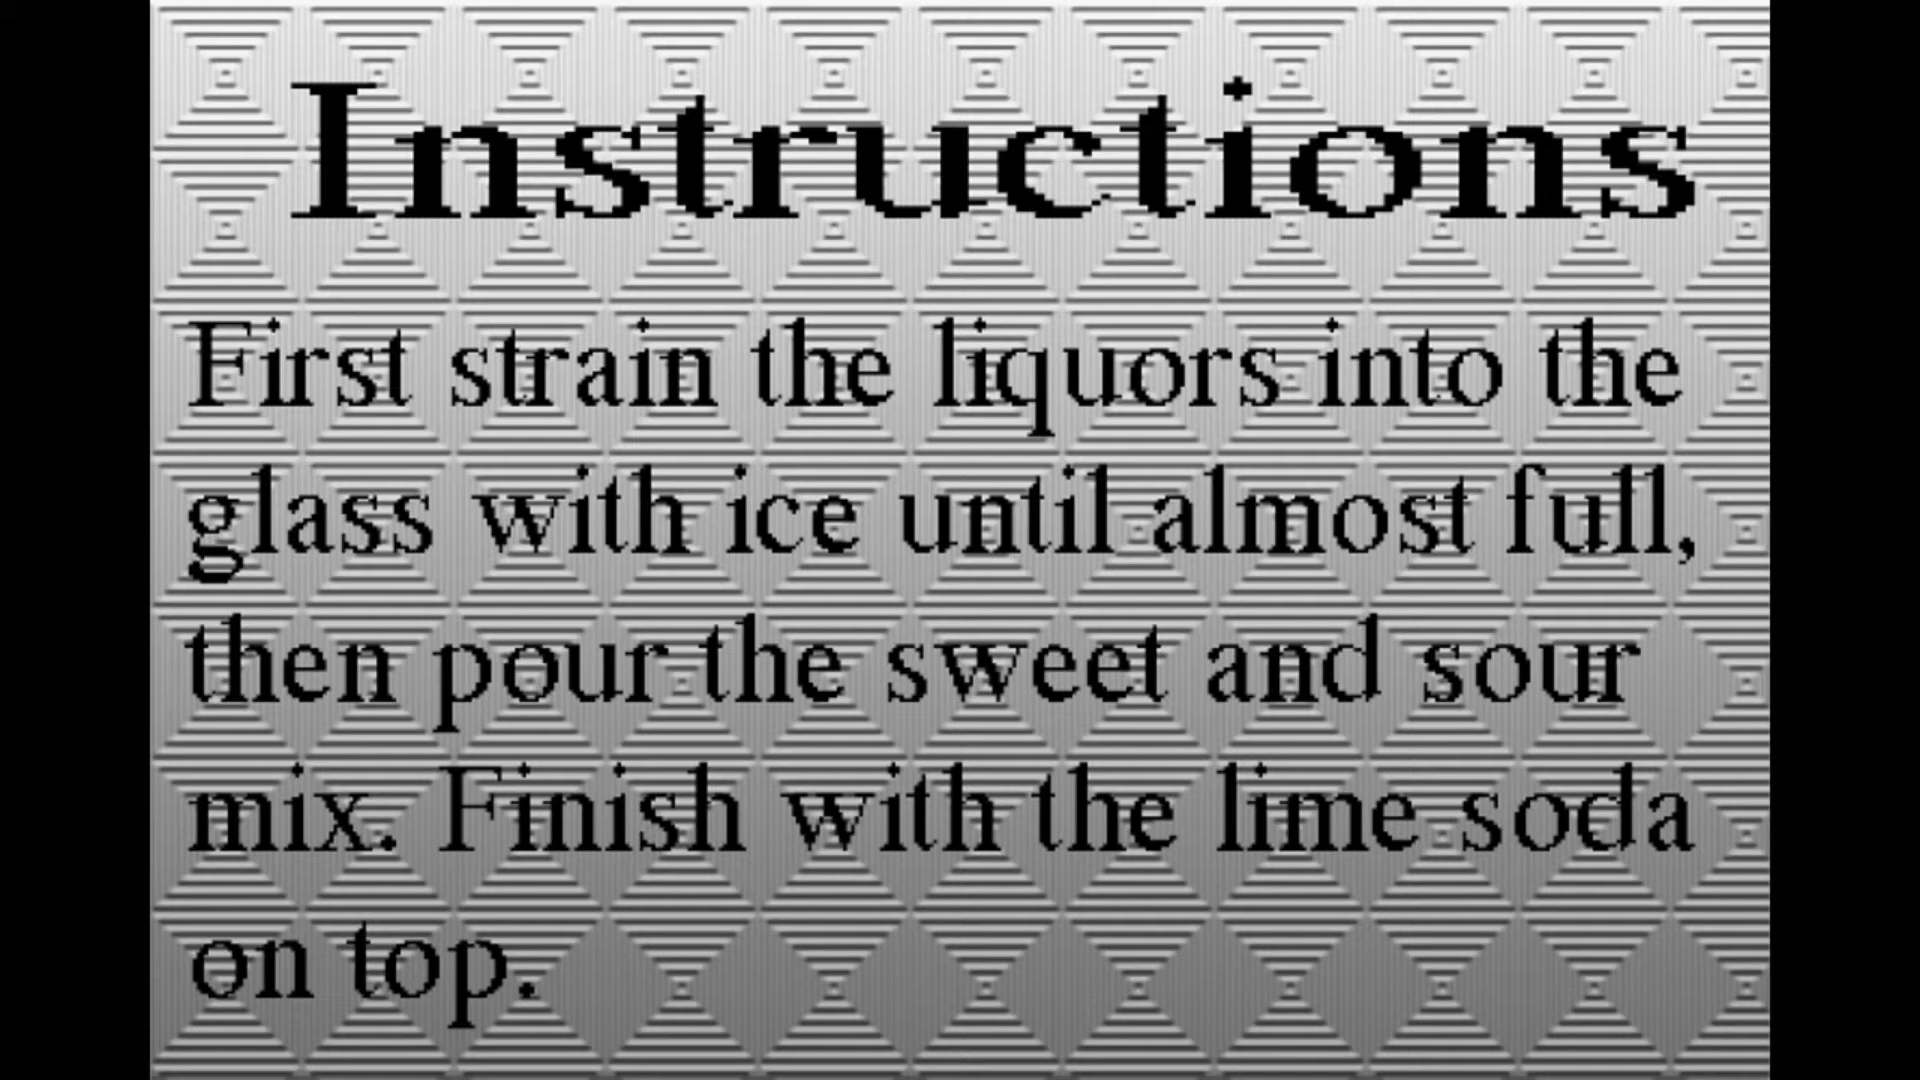 Instructions
First strain the liquors into the
glass with ice until almost full,
then pour the sweet and sour
mix. Finish with the lime soda
on top.